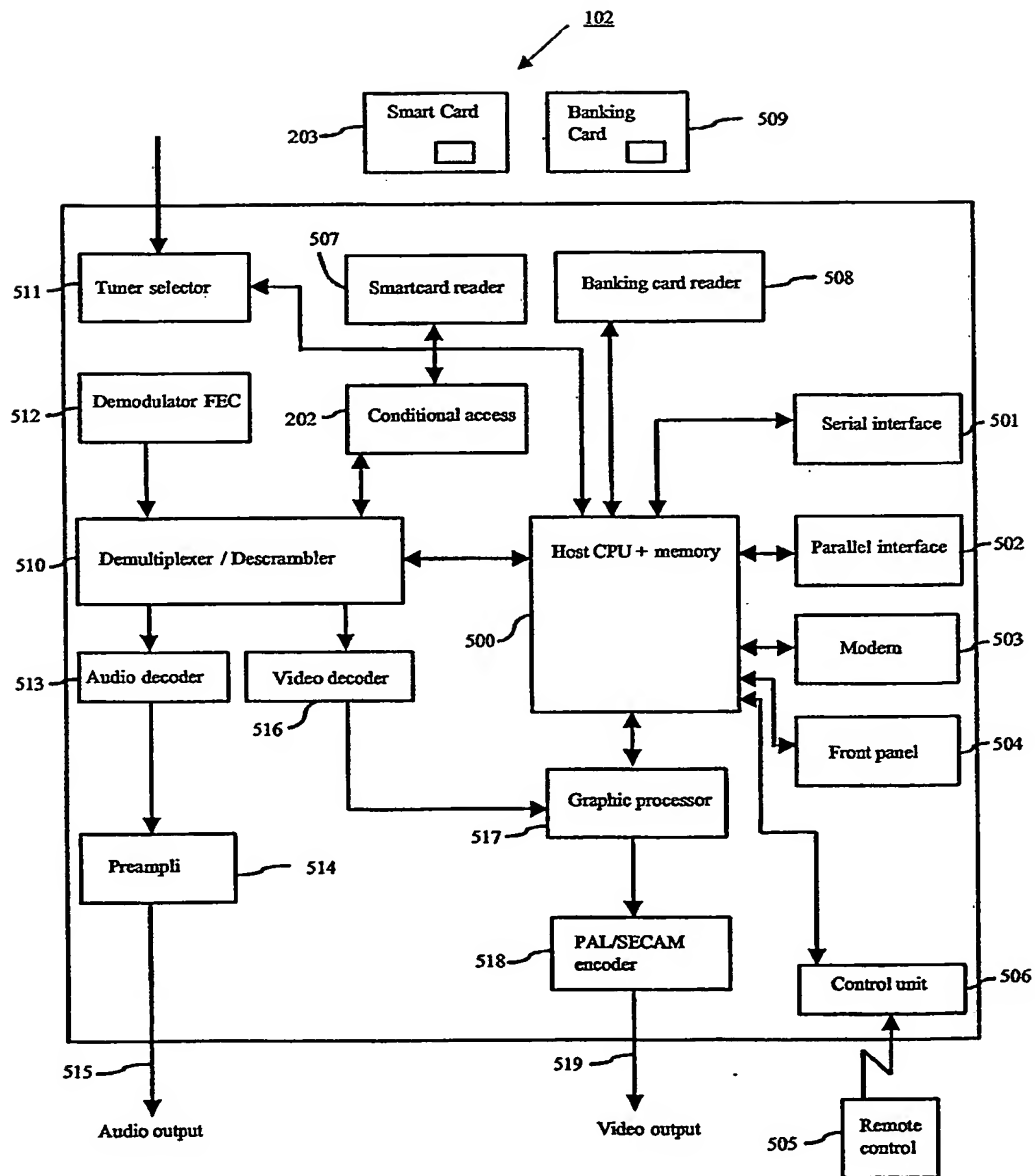 102
Smart Card
203
Banking
Card
509
507
511
Tuner selector
Smartcard reader
Banking card reader
508
512
Demodulator FEC
202
Conditional access
Serial interface
501
510
Demultiplexer / Descrambler
Host CPU + memory
500
Parallel interface
502
Modem
503
513
Audio decoder
Video decoder
516
Front panel
504
Graphic processor
517
Preampli
514
518
PAL/SECAM
encoder
Control unit
506
515
519
Audio output
Video output
505
Remote
control